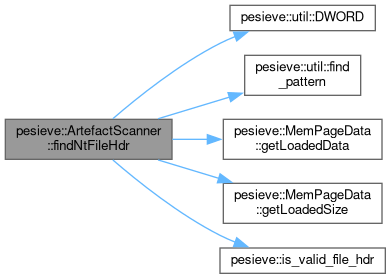 pesieve::ArtefactScanner
::findNtFileHdr
pesieve::util::DWORD
pesieve::util::find
_pattern
pesieve::MemPageData
::getLoadedData
pesieve::MemPageData
::getLoadedSize
pesieve::is_valid_file_hdr